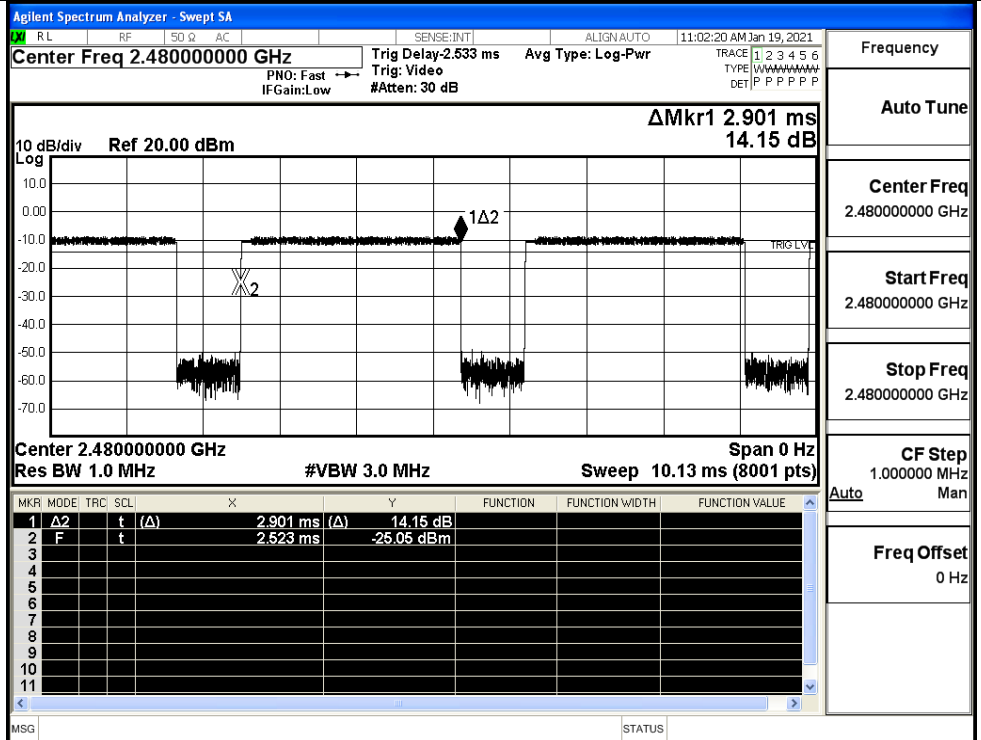 Agilent Spectrum Analyzer - Swept SA
LXI RL RF 50 Ω AC SENSE:INT ALIGNAUTO 11:02:20 AM Jan 19, 2021
Center Freq 2.480000000 GHz
PNO: Fast
IFGain:Low
Trig Delay-2.533 ms
Trig: Video
#Atten: 30 dB
Avg Type: Log-Pwr
TRACE 1 2 3 4 5 6
TYPE WWWWWW
DET P P P P P P
ΔMkr1 2.901 ms
14.15 dB
10 dB/div Ref 20.00 dBm
Log
10.0
0.00
-10.0
-20.0
-30.0
-40.0
-50.0
-60.0
-70.0
1Δ2
TRIG LVL
2
Center 2.480000000 GHz Span 0 Hz
Res BW 1.0 MHz #VBW 3.0 MHz Sweep 10.13 ms (8001 pts)
MKR MODE TRC SCL X Y FUNCTION FUNCTION WIDTH FUNCTION VALUE
1 Δ2 t (Δ) 2.901 ms (Δ) 14.15 dB
2 F t 2.523 ms -25.05 dBm
3
4
5
6
7
8
9
10
11
MSG STATUS
Frequency
Auto Tune
Center Freq
2.480000000 GHz
Start Freq
2.480000000 GHz
Stop Freq
2.480000000 GHz
CF Step
1.000000 MHz
Auto Man
Freq Offset
0 Hz